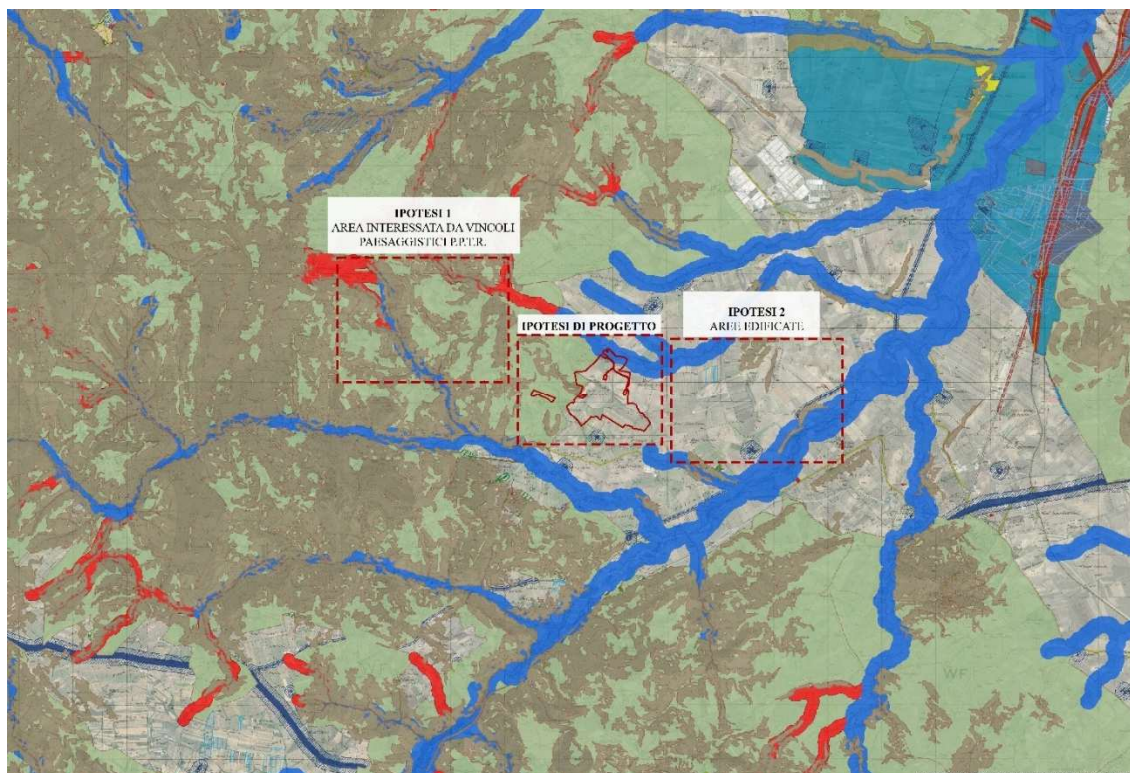 IPOTESI 1
AREA INTERESSATA DA VINCOLI
PAESAGGISTICI P.P.T.R.
IPOTESI DI PROGETTO
IPOTESI 2
AREE EDIFICATE